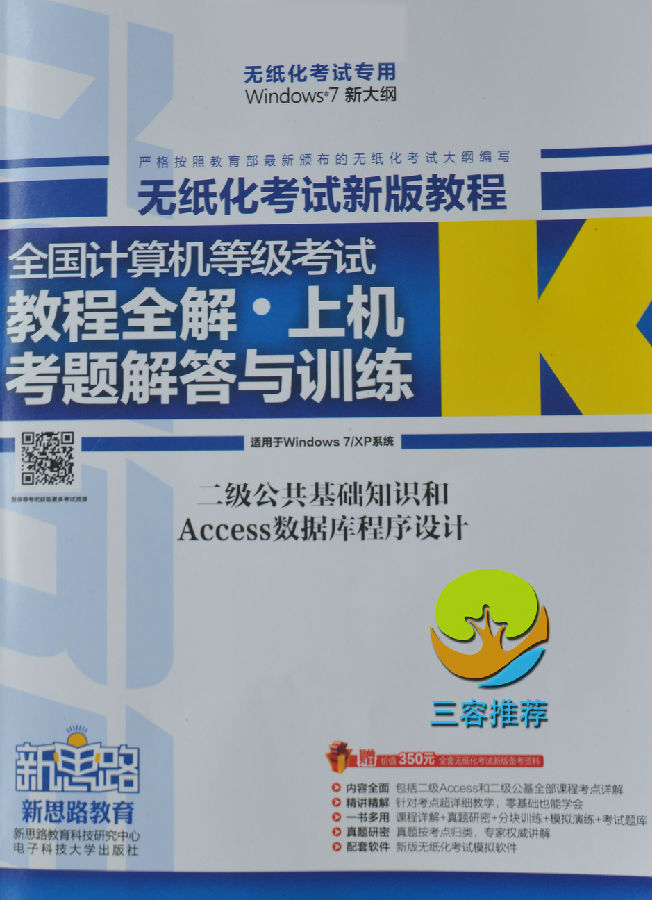 无纸化考试专用
Windows®7 新大纲
严格按照教育部最新颁布的无纸化考试大纲编写
无纸化考试新版教程
全国计算机等级考试
教程全解·上机
考题解答与训练
K
适用于Windows 7/XP系统
二级公共基础知识和
Access数据库程序设计
三容推荐
赠 价值350元 全套无纸化考试新版备考资料
内容全面 包括二级Access和二级公基全部课程考点详解
精讲精解 针对考点超详细教学，零基础也能学会
一书多用 课程详解+真题研密+分块训练+模拟演练+考试题库
真题研密 真题按考点归类，专家权威讲解
配套软件 新版无纸化考试模拟软件
新思路
新思路教育
新思路教育科技研究中心
电子科技大学出版社